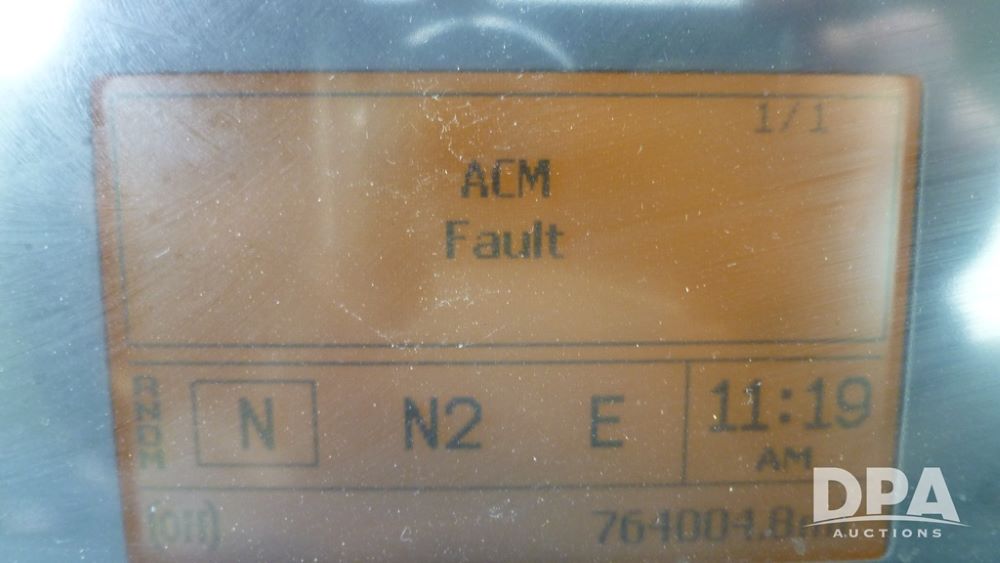 1/1
ACM
Fault
N N2 E 11:19
AM
764004.8
DPA
AUCTIONS